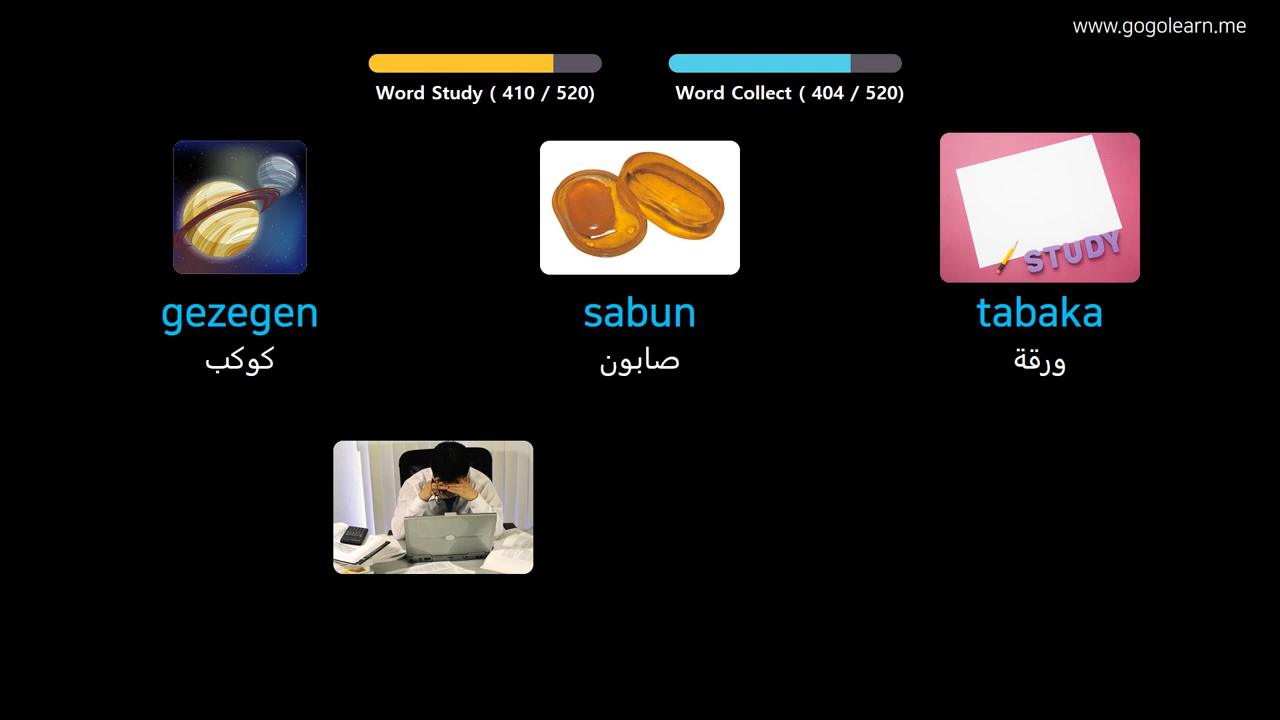 www.gogolearn.me
Word Study ( 410 / 520)
Word Collect ( 404 / 520)
STUDY
gezegen
sabun
tabaka
كوكب
صابون
ورقة